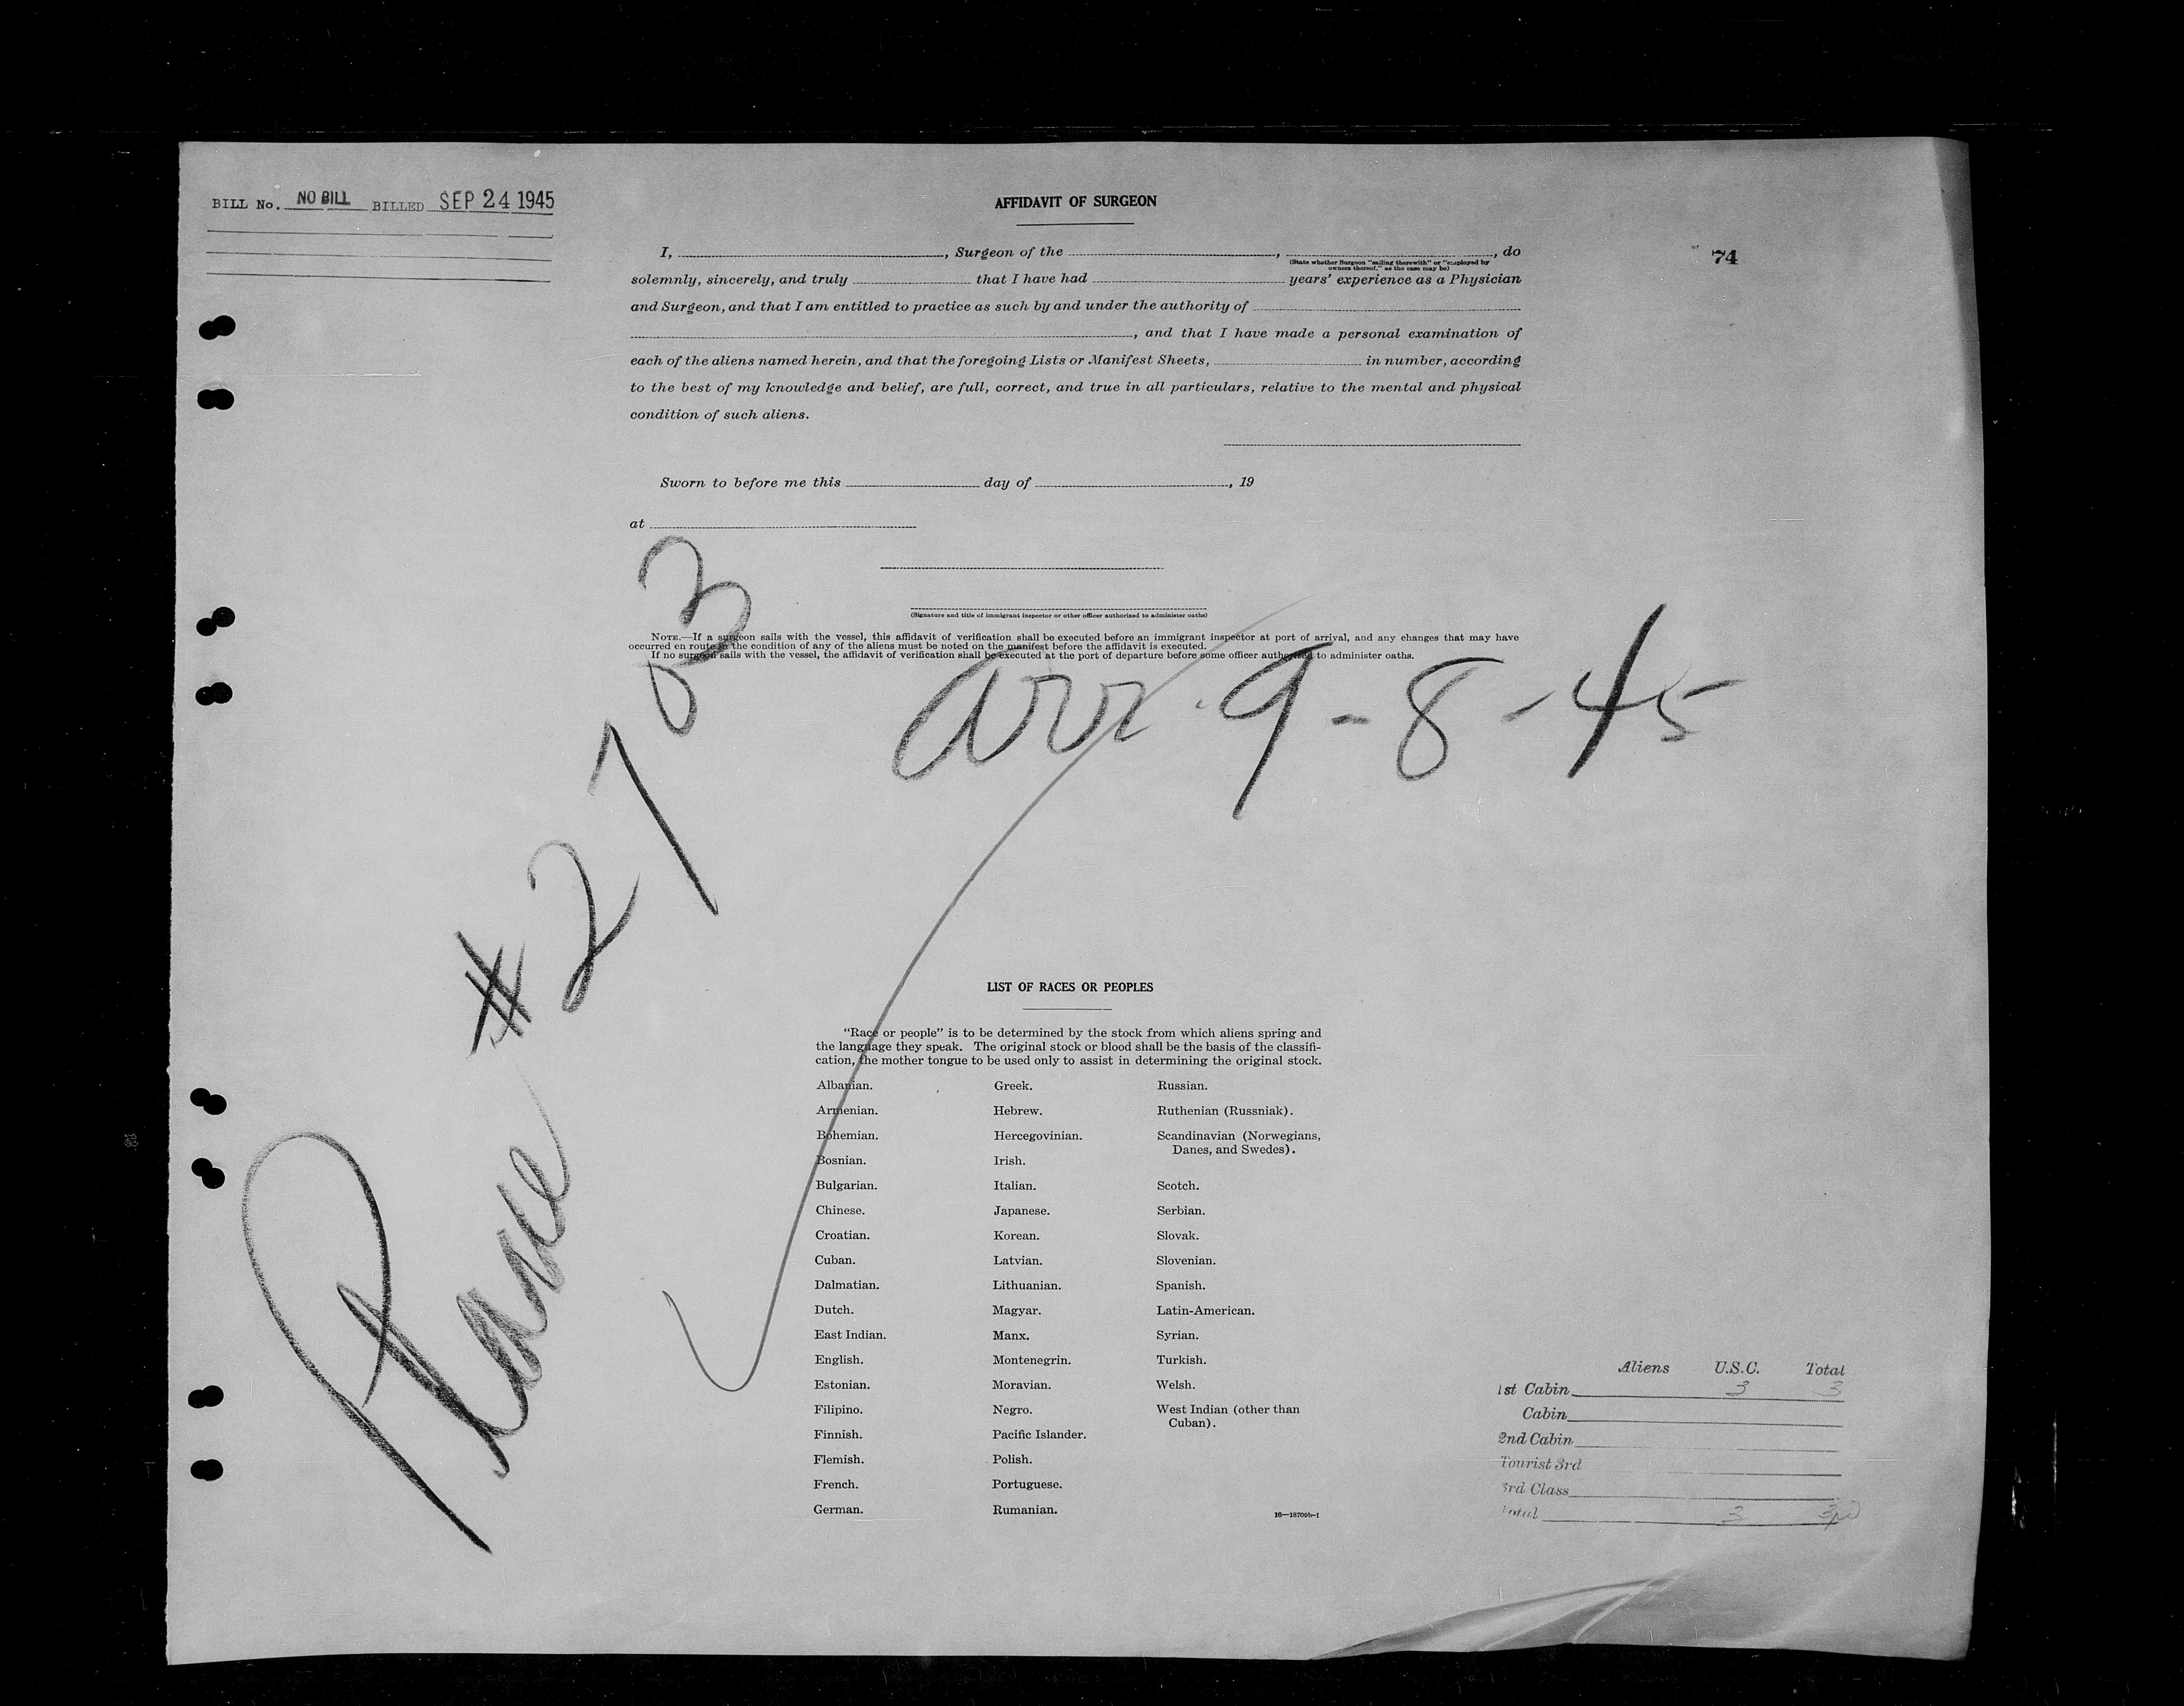 BILL No. NO BILL BILLED SEP 24 1945
AFFIDAVIT OF SURGEON
74
I, , Surgeon of the , , do
(State whether Surgeon "sailing therewith" or "employed by
owners thereof," as the case may be)
solemnly, sincerely, and truly that I have had years' experience as a Physician
and Surgeon, and that I am entitled to practice as such by and under the authority of
, and that I have made a personal examination of
each of the aliens named herein, and that the foregoing Lists or Manifest Sheets, in number, according
to the best of my knowledge and belief, are full, correct, and true in all particulars, relative to the mental and physical
condition of such aliens.
Sworn to before me this day of , 19
at
(Signature and title of immigrant inspector or other officer authorized to administer oaths)
NOTE.—If a surgeon sails with the vessel, this affidavit of verification shall be executed before an immigrant inspector at port of arrival, and any changes that may have
occurred en route in the condition of any of the aliens must be noted on the manifest before the affidavit is executed.
If no surgeon sails with the vessel, the affidavit of verification shall be executed at the port of departure before some officer authorized to administer oaths.
arr. 9-8-45
Plane #2703
LIST OF RACES OR PEOPLES
"Race or people" is to be determined by the stock from which aliens spring and
the language they speak. The original stock or blood shall be the basis of the classifi-
cation, the mother tongue to be used only to assist in determining the original stock.
Albanian.
Armenian.
Bohemian.
Bosnian.
Bulgarian.
Chinese.
Croatian.
Cuban.
Dalmatian.
Dutch.
East Indian.
English.
Estonian.
Filipino.
Finnish.
Flemish.
French.
German.
Greek.
Hebrew.
Hercegovinian.
Irish.
Italian.
Japanese.
Korean.
Latvian.
Lithuanian.
Magyar.
Manx.
Montenegrin.
Moravian.
Negro.
Pacific Islander.
Polish.
Portuguese.
Rumanian.
Russian.
Ruthenian (Russniak).
Scandinavian (Norwegians,
Danes, and Swedes).
Scotch.
Serbian.
Slovak.
Slovenian.
Spanish.
Latin-American.
Syrian.
Turkish.
Welsh.
West Indian (other than
Cuban).
16—18709b-1
Aliens U.S.C. Total
1st Cabin 3 3
Cabin
2nd Cabin
Tourist 3rd
3rd Class
Total 3 3